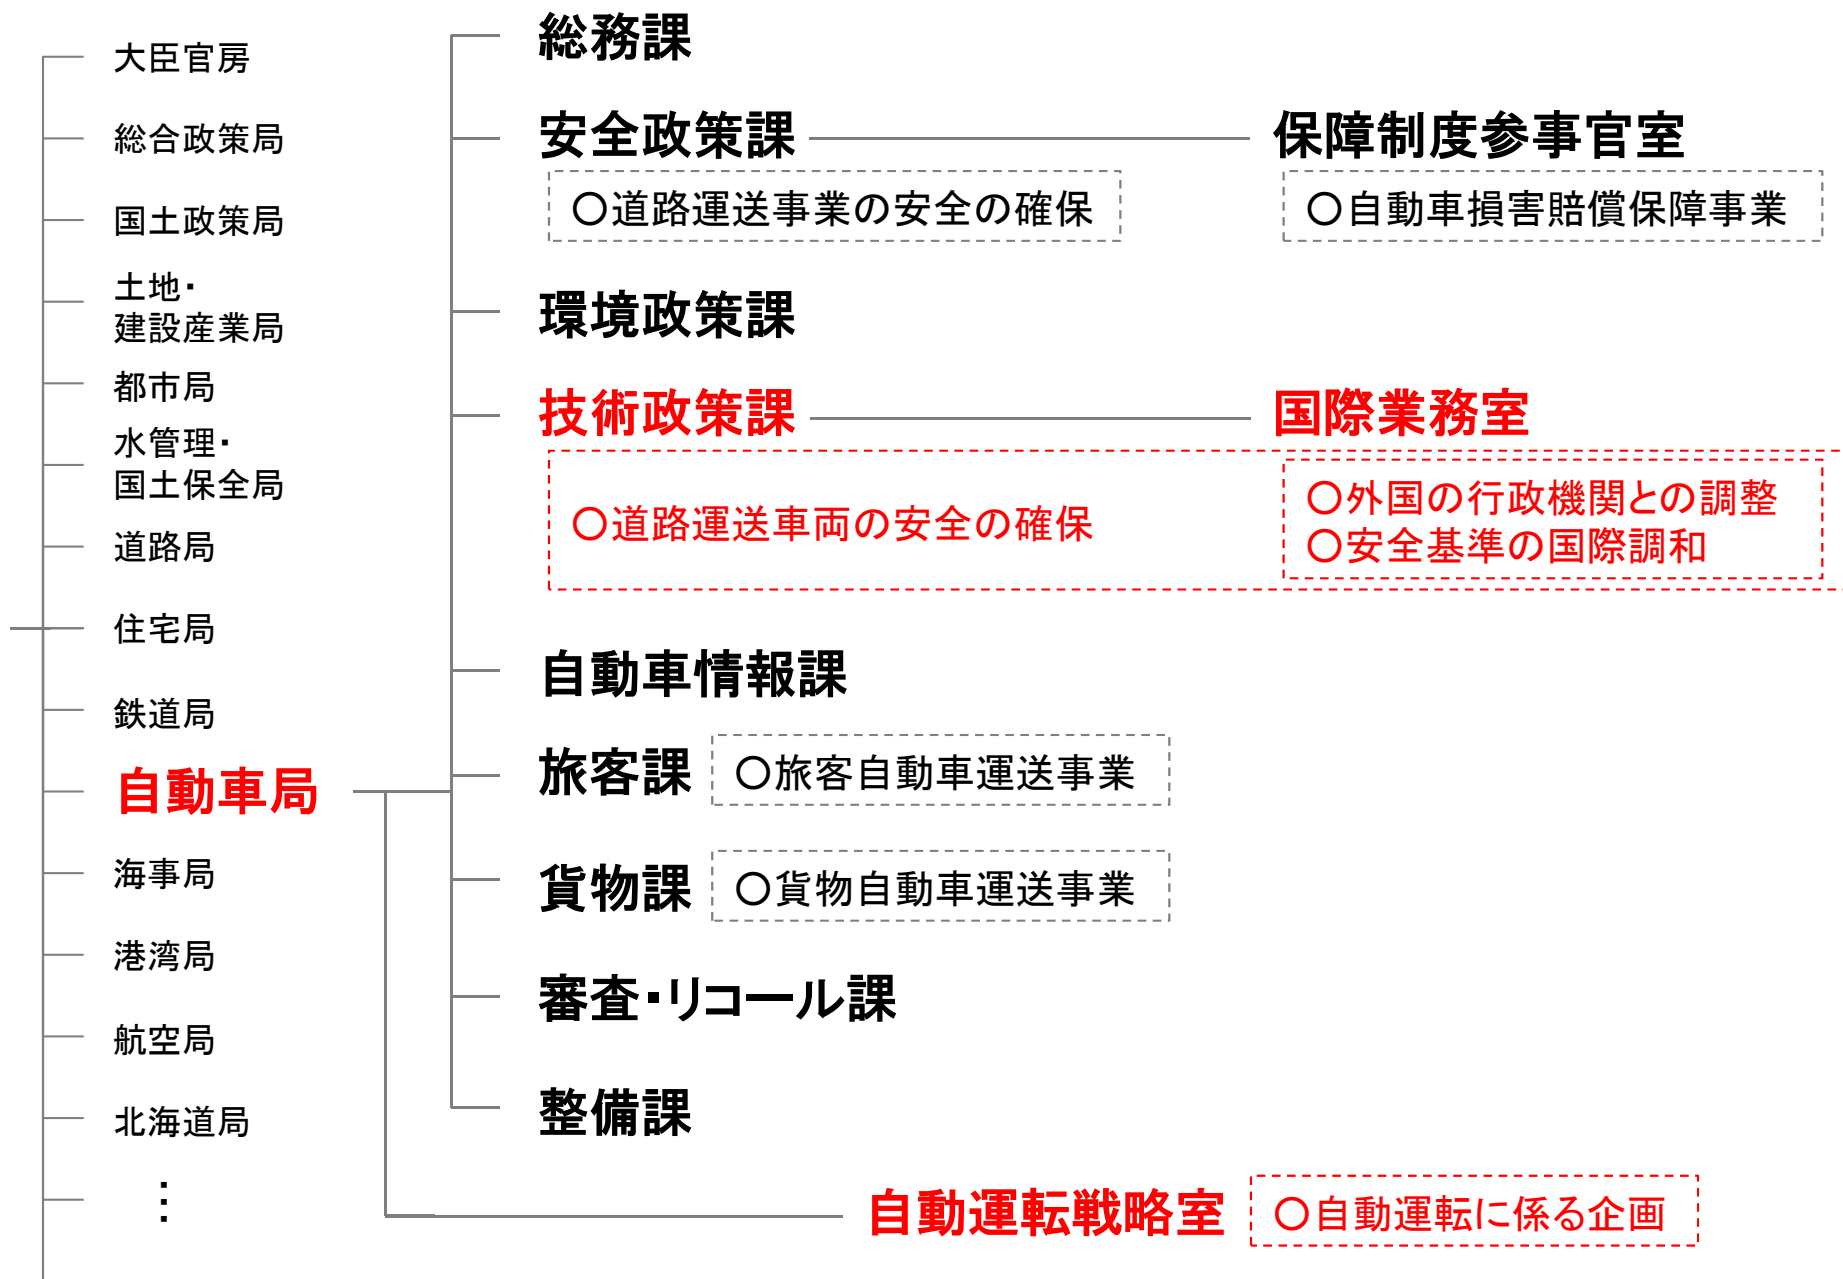 大臣官房
総合政策局
国土政策局
土地・
建設産業局
都市局
水管理・
国土保全局
道路局
住宅局
鉄道局
自動車局
海事局
港湾局
航空局
北海道局
⋮
総務課
安全政策課
〇道路運送事業の安全の確保
保障制度参事官室
〇自動車損害賠償保障事業
環境政策課
技術政策課
〇道路運送車両の安全の確保
国際業務室
〇外国の行政機関との調整
〇安全基準の国際調和
自動車情報課
旅客課
〇旅客自動車運送事業
貨物課
〇貨物自動車運送事業
審査・リコール課
整備課
自動運転戦略室
〇自動運転に係る企画